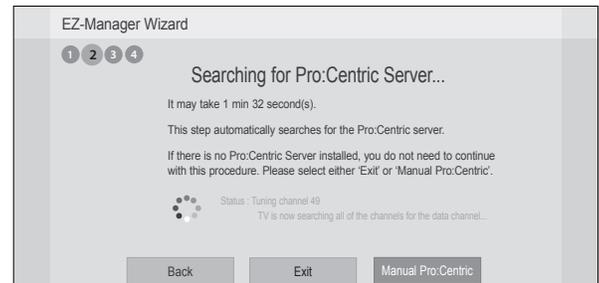 EZ-Manager Wizard
1 2 3 4
Searching for Pro:Centric Server...
It may take 1 min 32 second(s).
This step automatically searches for the Pro:Centric server.
If there is no Pro:Centric Server installed, you do not need to continue
with this procedure. Please select either 'Exit' or 'Manual Pro:Centric'.
Status : Tuning channel 49
TV is now searching all of the channels for the data channel...
Back Exit Manual Pro:Centric